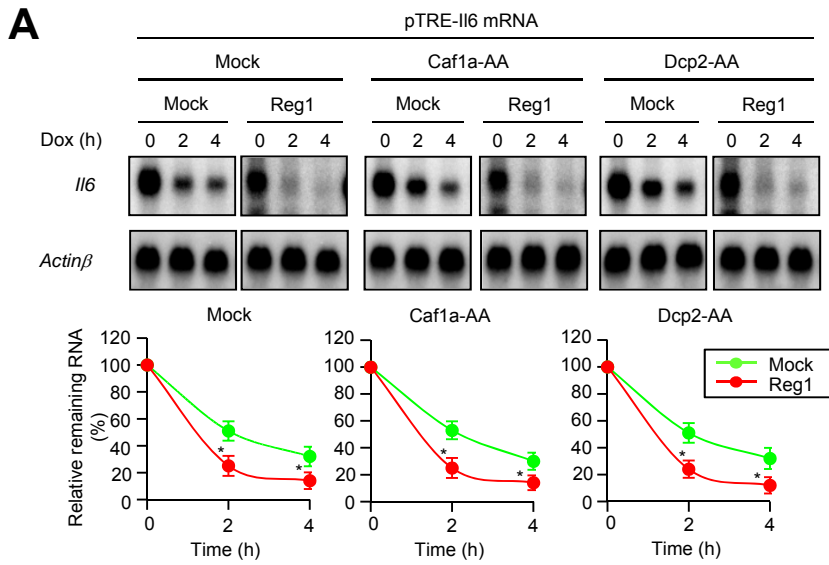 A
pTRE-Il6 mRNA
Mock Caf1a-AA Dcp2-AA
Mock Reg1 Mock Reg1 Mock Reg1
Dox (h) 0 2 4 0 2 4 0 2 4 0 2 4 0 2 4 0 2 4
Il6
Actinβ
Mock Caf1a-AA Dcp2-AA
Relative remaining RNA
(%)
120 120 120
100 100 100
80 80 80
60 60 60
40 40 40
20 20 20
0 0 0
* * * * * *
Mock
Reg1
0 2 4 0 2 4 0 2 4
Time (h) Time (h) Time (h)